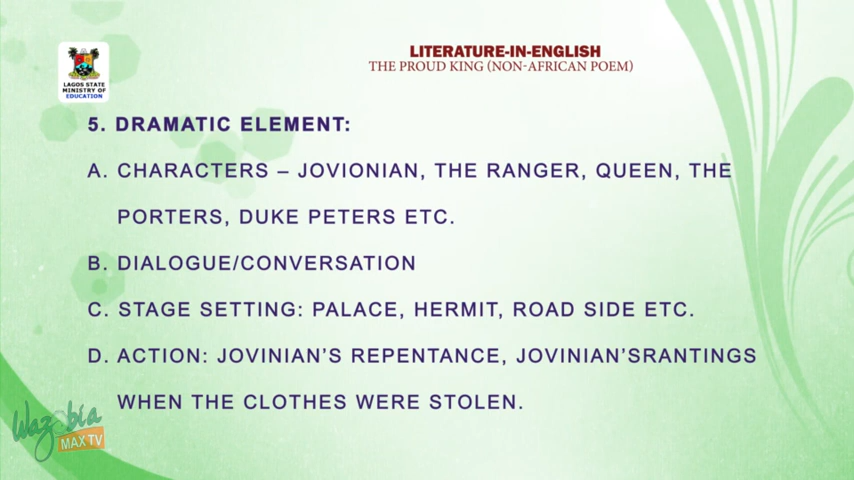 LITERATURE-IN-ENGLISH
THE PROUD KING (NON-AFRICAN POEM)
LAGOS STATE
MINISTRY OF
EDUCATION
5. DRAMATIC ELEMENT:
A. CHARACTERS – JOVIONIAN, THE RANGER, QUEEN, THE
PORTERS, DUKE PETERS ETC.
B. DIALOGUE/CONVERSATION
C. STAGE SETTING: PALACE, HERMIT, ROAD SIDE ETC.
D. ACTION: JOVINIAN'S REPENTANCE, JOVINIAN'SRANTINGS
WHEN THE CLOTHES WERE STOLEN.
Wazobia
MAX TV